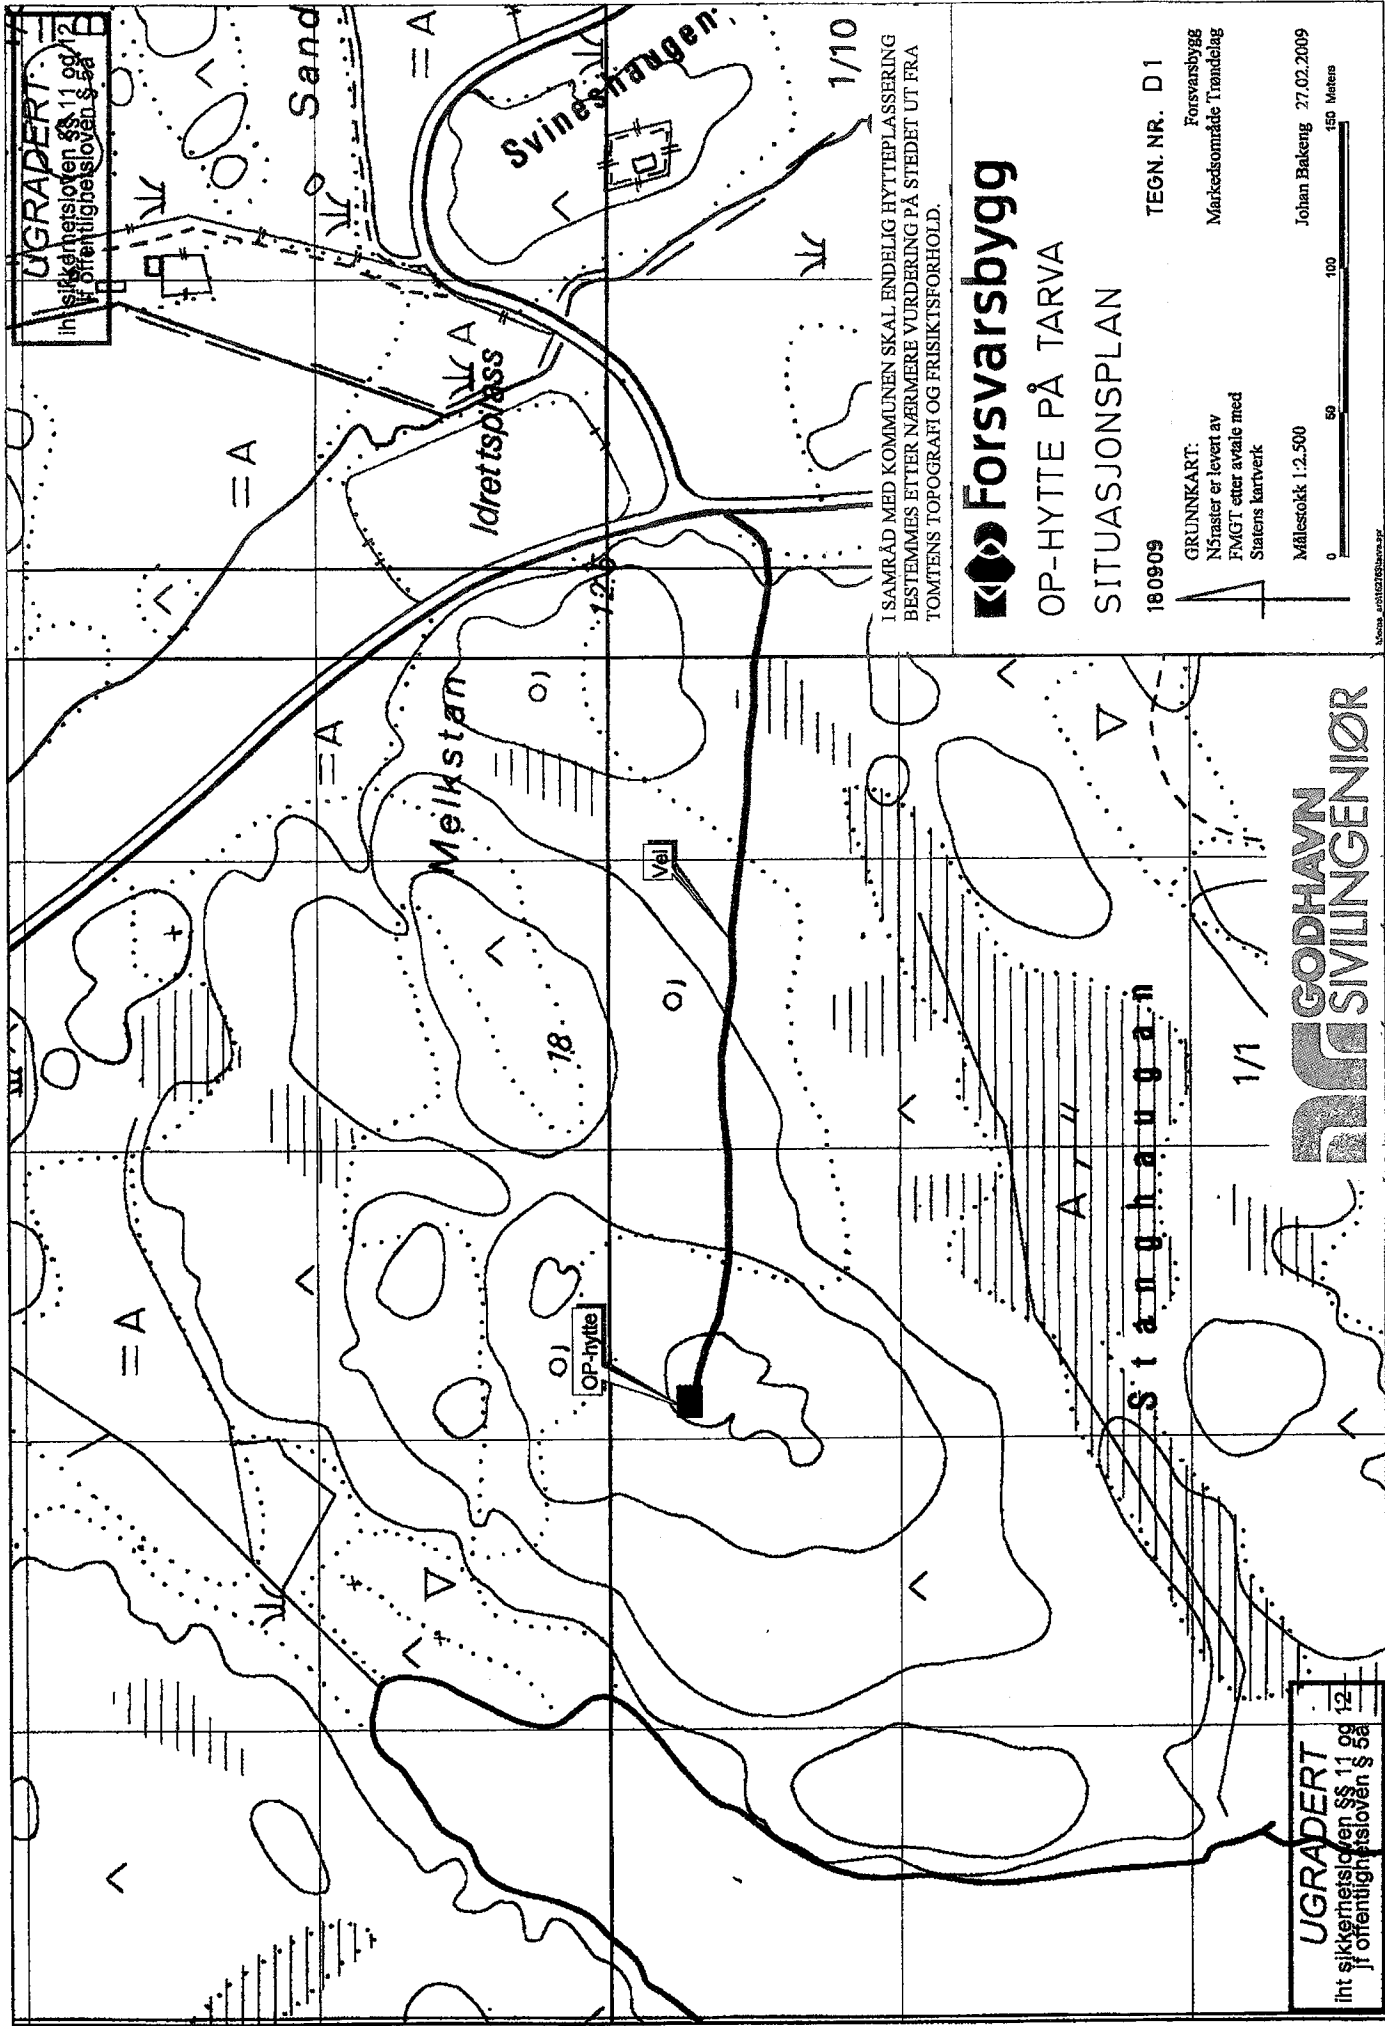 UGRADERT
iht sikkerhetsloven §§ 11 og 12
jf offentlighetsloven § 5a
Sand
= A
Svineshaugen
1/10
= A
A
Idrettsplass
= A
Melkstan
18
Vei
OP-hytte
= A
A
Stanghaugan
1/1
I SAMRÅD MED KOMMUNEN SKAL ENDELIG HYTTEPLASSERING
BESTEMMES ETTER NÆRMERE VURDERING PÅ STEDET UT FRA
TOMTENS TOPOGRAFI OG FRISIKTSFORHOLD.
Forsvarsbygg
OP-HYTTE PÅ TARVA
SITUASJONSPLAN
180909
TEGN. NR. D1
GRUNNKART:
N5raster er levert av
FMGT etter avtale med
Statens kartverk
Forsvarsbygg
Markedsområde Trøndelag
Målestokk 1:2.500
Johan Bakeng 27.02.2009
0 50 100 150 Meters
GODHAVN
SIVILINGENIØR
UGRADERT
iht sikkerhetsloven §§ 11 og 12
jf offentlighetsloven § 5a